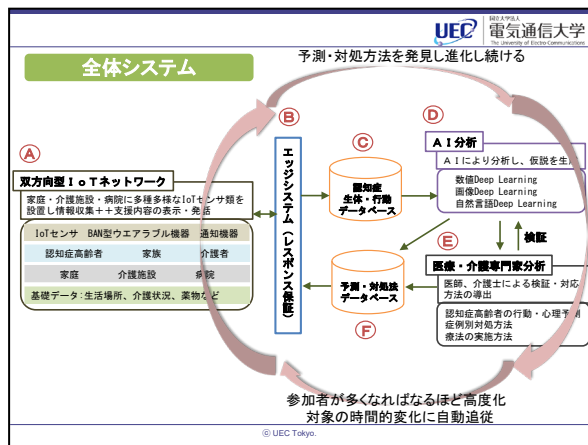 UEC
国立大学法人
電気通信大学
The University of Electro-Communications
全体システム
予測・対処方法を発見し進化し続ける
Ⓐ
双方向型IoTネットワーク
家庭・介護施設・病院に多種多様なIoTセンサ類を
設置し情報収集++支援内容の表示・発話
IoTセンサ BAN型ウエアラブル機器 通知機器
認知症高齢者 家族 介護者
家庭 介護施設 病院
基礎データ：生活場所、介護状況、薬物など
Ⓑ
エッジシステム(レスポンス保証)
Ⓒ
認知症
生体・行動
データベース
Ⓓ
AI分析
AIにより分析し、仮説を生
数値Deep Learning
画像Deep Learning
自然言語Deep Learning
Ⓔ
検証
医療・介護専門家分析
医師、介護士による検証・対応
方法の導出
認知症高齢者の行動・心理予測
症例別対処方法
療法の実施方法
予測・対処法
データベース
Ⓕ
参加者が多くなればなるほど高度化
対象の時間的変化に自動追従
© UEC Tokyo.